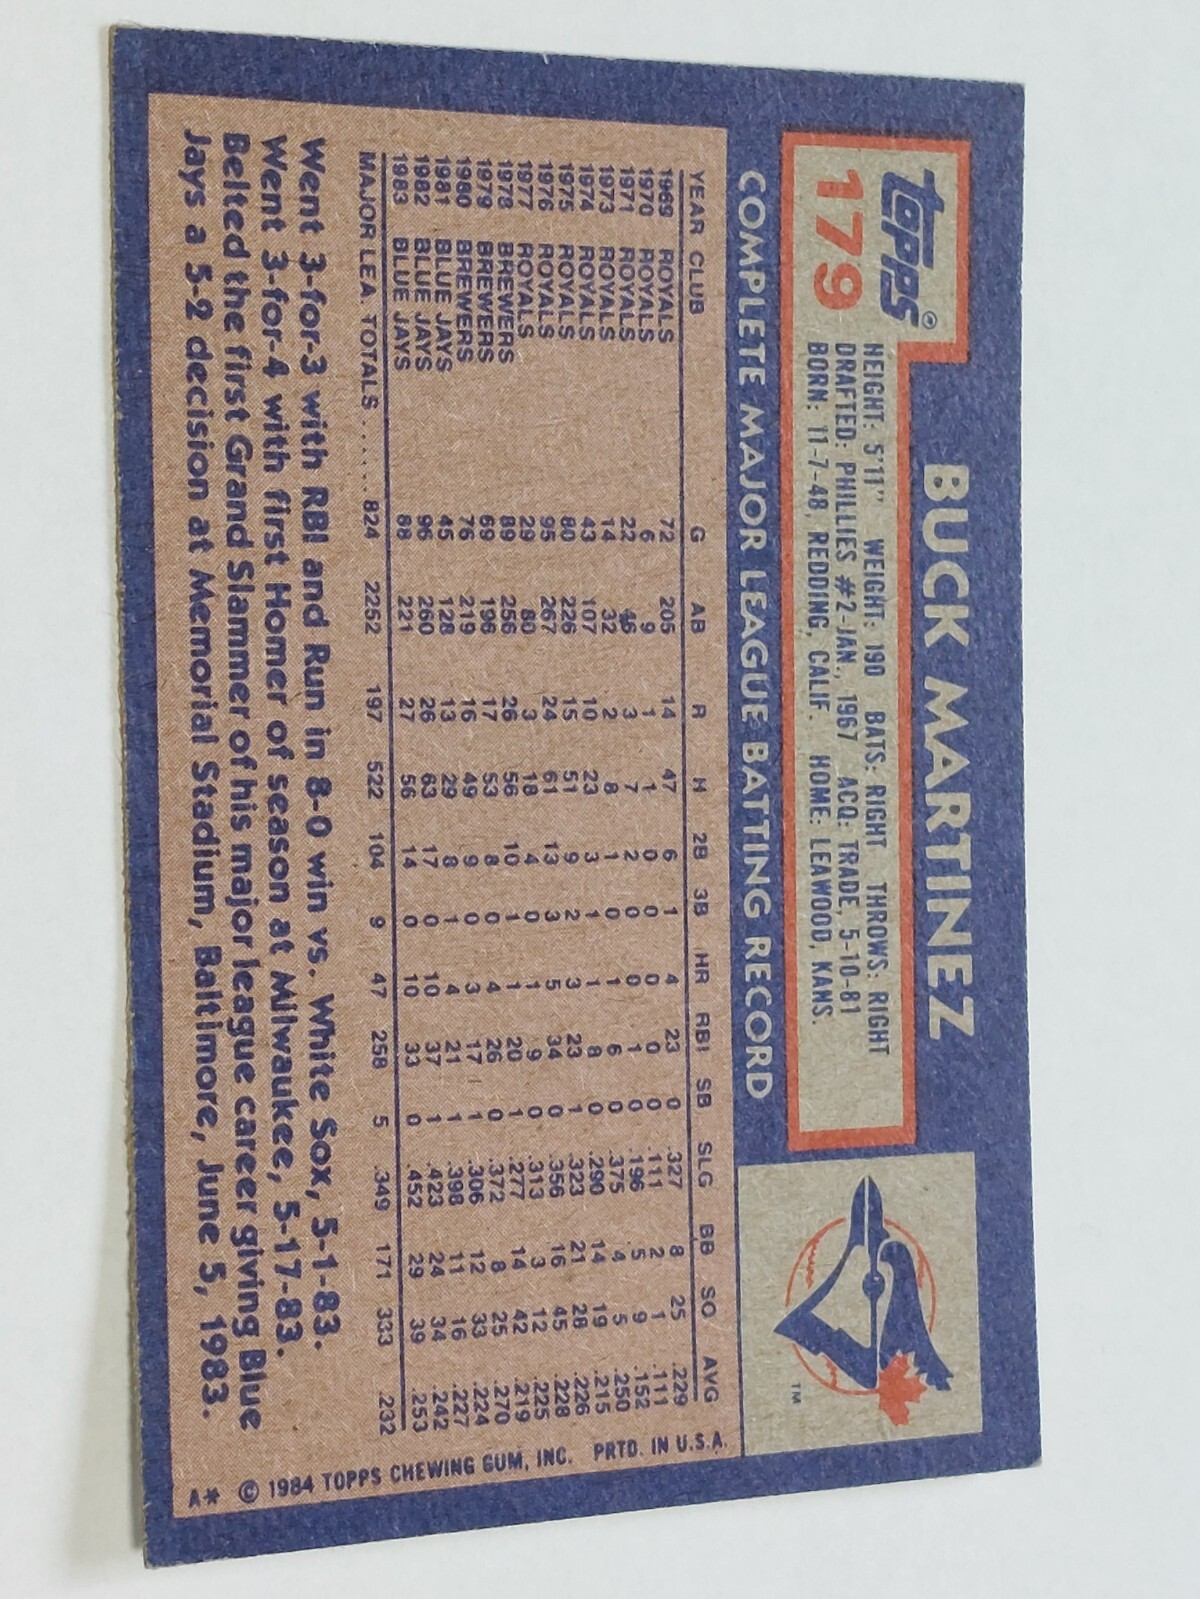 topps®
179
BUCK MARTINEZ
HEIGHT: 5'11" WEIGHT: 190 BATS: RIGHT THROWS: RIGHT
DRAFTED: PHILLIES #2-JAN., 1967 ACQ: TRADE, 5-10-81
BORN: 11-7-48, REDDING, CALIF. HOME: LEAWOOD, KANS.
TM
COMPLETE MAJOR LEAGUE BATTING RECORD
YEAR CLUB G AB R H 2B 3B HR RBI SB SLG BB SO AVG
1969 ROYALS 72 205 14 47 6 1 4 23 0 .327 8 25 .229
1970 ROYALS 6 9 1 1 0 0 0 0 0 .111 2 1 .111
1971 ROYALS 22 46 3 7 2 0 0 1 0 .196 5 9 .152
1973 ROYALS 14 32 2 8 1 0 1 6 0 .375 4 5 .250
1974 ROYALS 43 107 10 23 3 1 1 8 0 .290 14 19 .215
1975 ROYALS 80 226 15 51 9 2 3 23 1 .323 21 28 .226
1976 ROYALS 95 267 24 61 13 3 5 34 0 .356 16 45 .228
1977 ROYALS 29 80 3 18 4 0 1 9 0 .313 3 12 .225
1978 BREWERS 89 256 26 56 10 1 1 20 1 .277 14 42 .219
1979 BREWERS 69 196 17 53 8 0 4 26 0 .372 8 25 .270
1980 BREWERS 76 219 16 49 9 0 3 17 1 .306 12 33 .224
1981 BLUE JAYS 45 128 13 29 8 1 4 21 1 .398 11 16 .227
1982 BLUE JAYS 96 260 26 63 17 0 10 37 1 .423 24 34 .242
1983 BLUE JAYS 88 221 27 56 14 0 10 33 0 .452 29 39 .253
MAJOR LEA. TOTALS ...... 824 2252 197 522 104 9 47 258 5 .349 171 333 .232
Went 3-for-3 with RBI and Run in 8-0 win vs. White Sox, 5-1-83.
Went 3-for-4 with first Homer of season at Milwaukee, 5-17-83.
Belted the first Grand Slammer of his major league career giving Blue
Jays a 5-2 decision at Memorial Stadium, Baltimore, June 5, 1983.
A* © 1984 TOPPS CHEWING GUM, INC. PRTD. IN U.S.A.